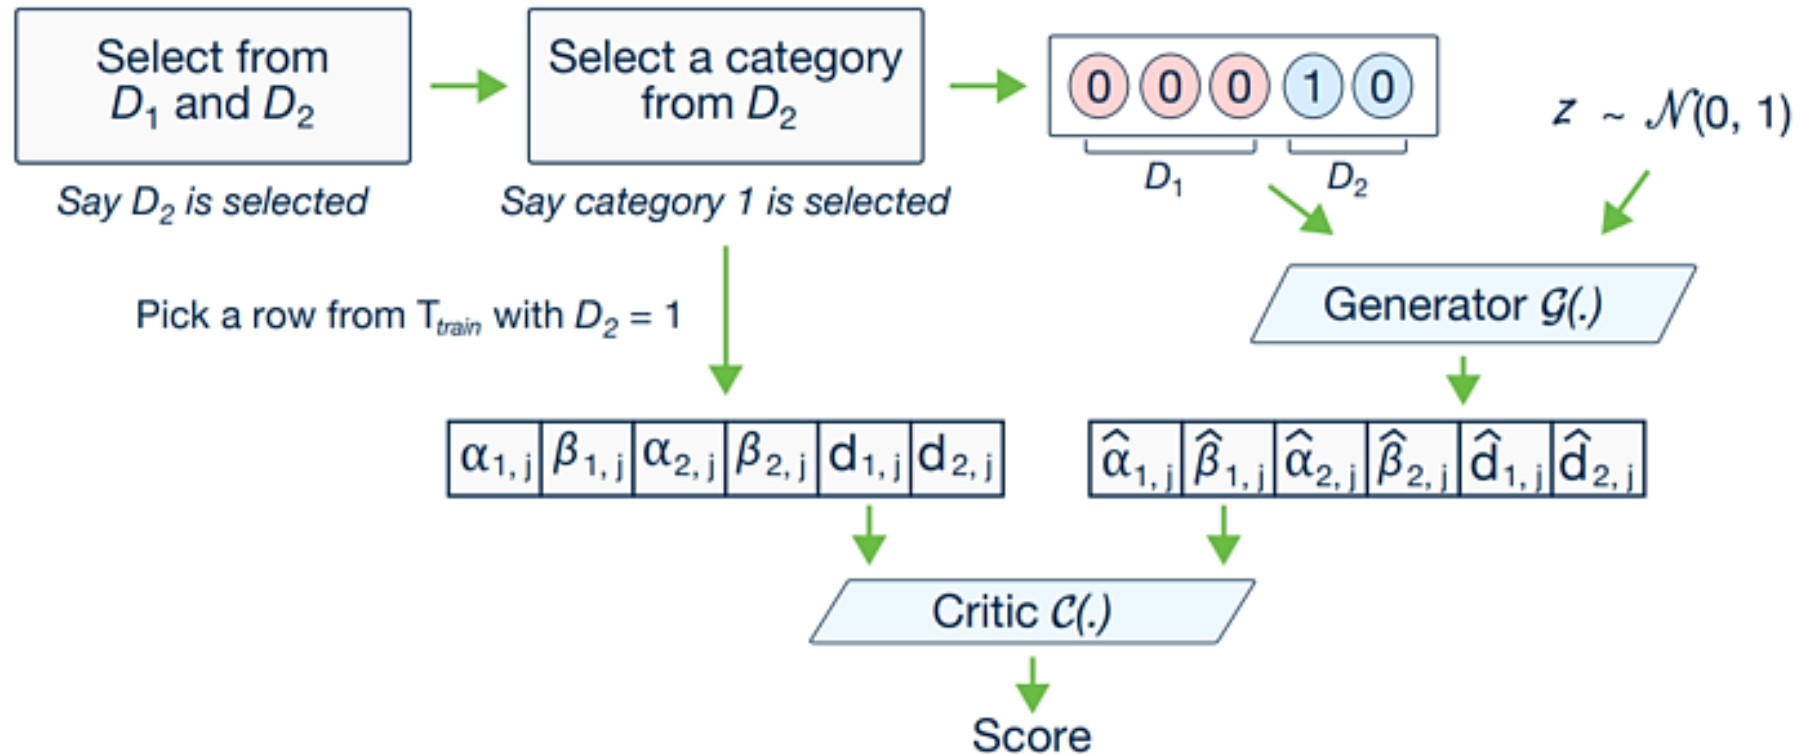 Select from
D₁ and D₂
Select a category
from D₂
0 0 0 1 0
z ~ 𝒩(0, 1)
D₁ D₂
Say D₂ is selected
Say category 1 is selected
Pick a row from T_train with D₂ = 1
Generator 𝒢(.)
α₁, j β₁, j α₂, j β₂, j d₁, j d₂, j
α̂₁, j β̂₁, j α̂₂, j β̂₂, j d̂₁, j d̂₂, j
Critic 𝒞(.)
Score